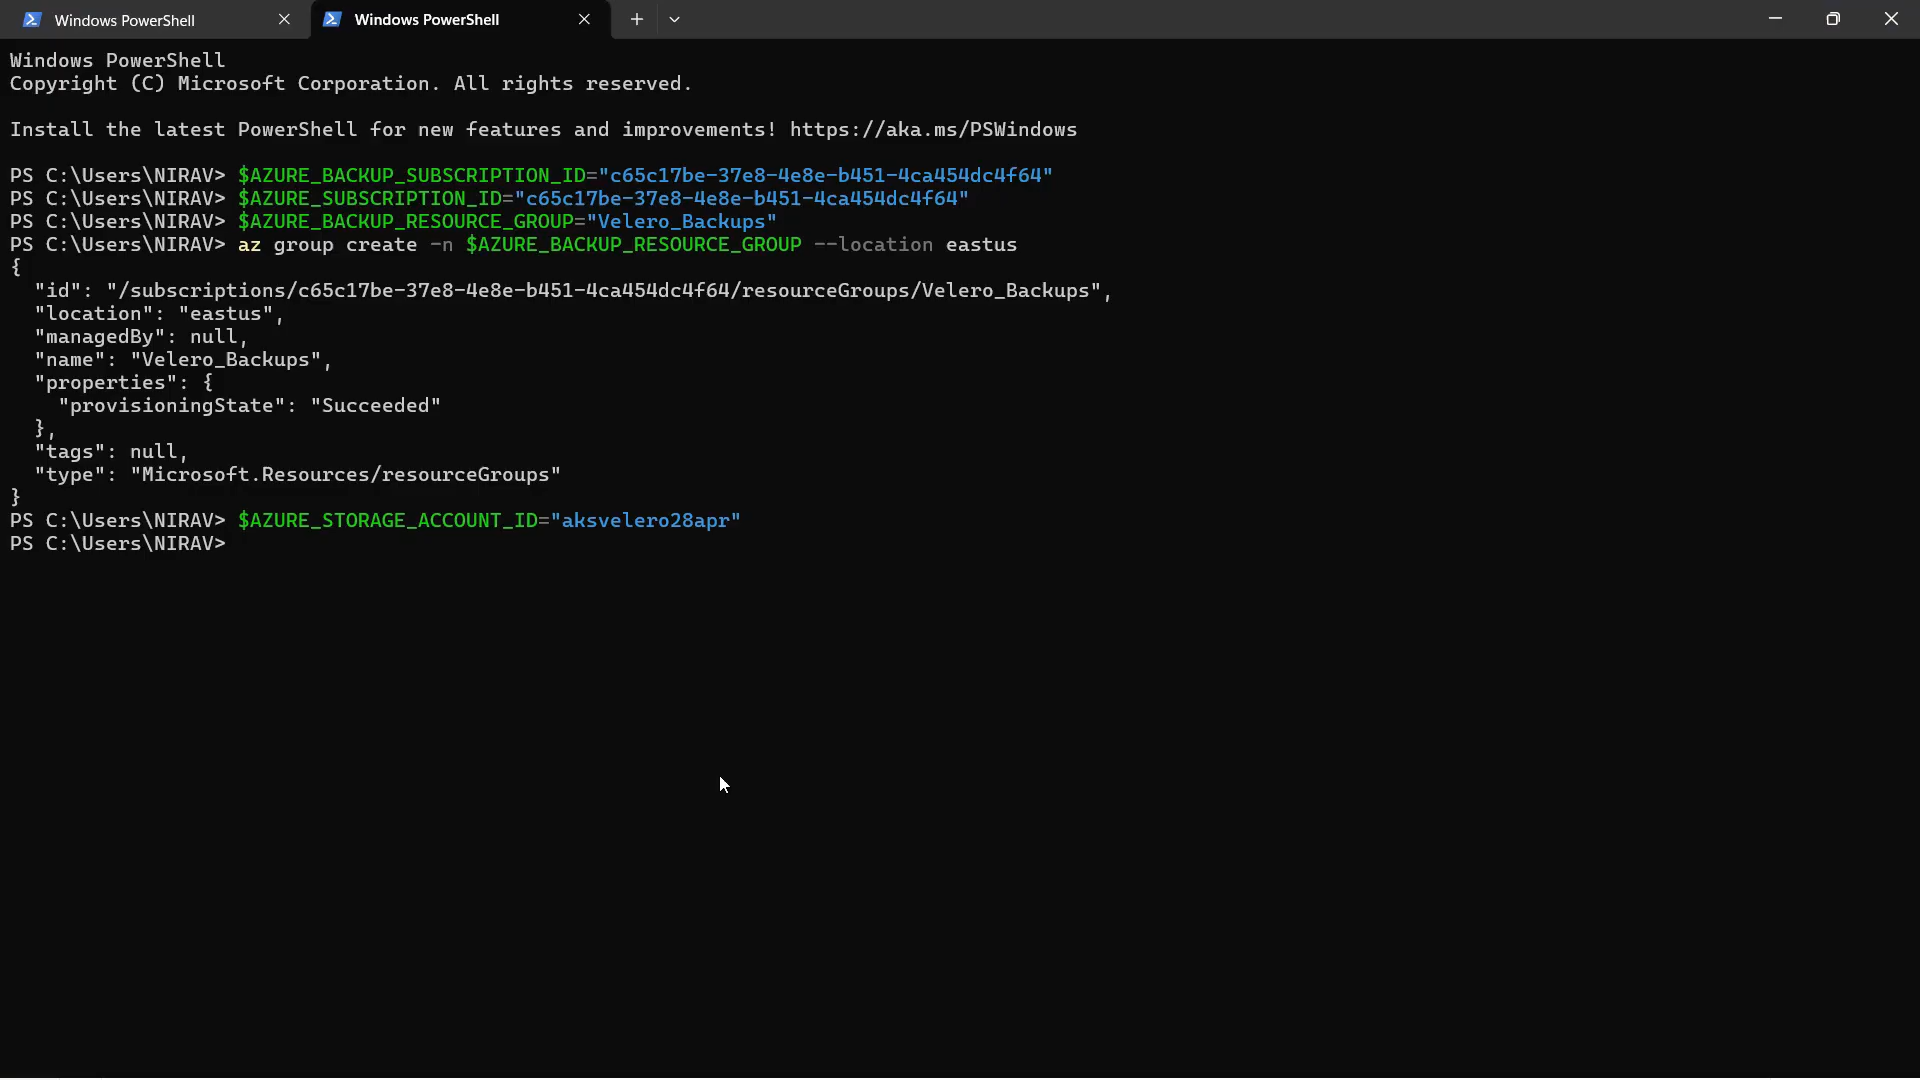 Windows PowerShell
Windows PowerShell
Windows PowerShell
Copyright (C) Microsoft Corporation. All rights reserved.
Install the latest PowerShell for new features and improvements! https://aka.ms/PSWindows
PS C:\Users\NIRAV> $AZURE_BACKUP_SUBSCRIPTION_ID="c65c17be-37e8-4e8e-b451-4ca454dc4f64"
PS C:\Users\NIRAV> $AZURE_SUBSCRIPTION_ID="c65c17be-37e8-4e8e-b451-4ca454dc4f64"
PS C:\Users\NIRAV> $AZURE_BACKUP_RESOURCE_GROUP="Velero_Backups"
PS C:\Users\NIRAV> az group create -n $AZURE_BACKUP_RESOURCE_GROUP --location eastus
{
  "id": "/subscriptions/c65c17be-37e8-4e8e-b451-4ca454dc4f64/resourceGroups/Velero_Backups",
  "location": "eastus",
  "managedBy": null,
  "name": "Velero_Backups",
  "properties": {
    "provisioningState": "Succeeded"
  },
  "tags": null,
  "type": "Microsoft.Resources/resourceGroups"
}
PS C:\Users\NIRAV> $AZURE_STORAGE_ACCOUNT_ID="aksvelero28apr"
PS C:\Users\NIRAV>